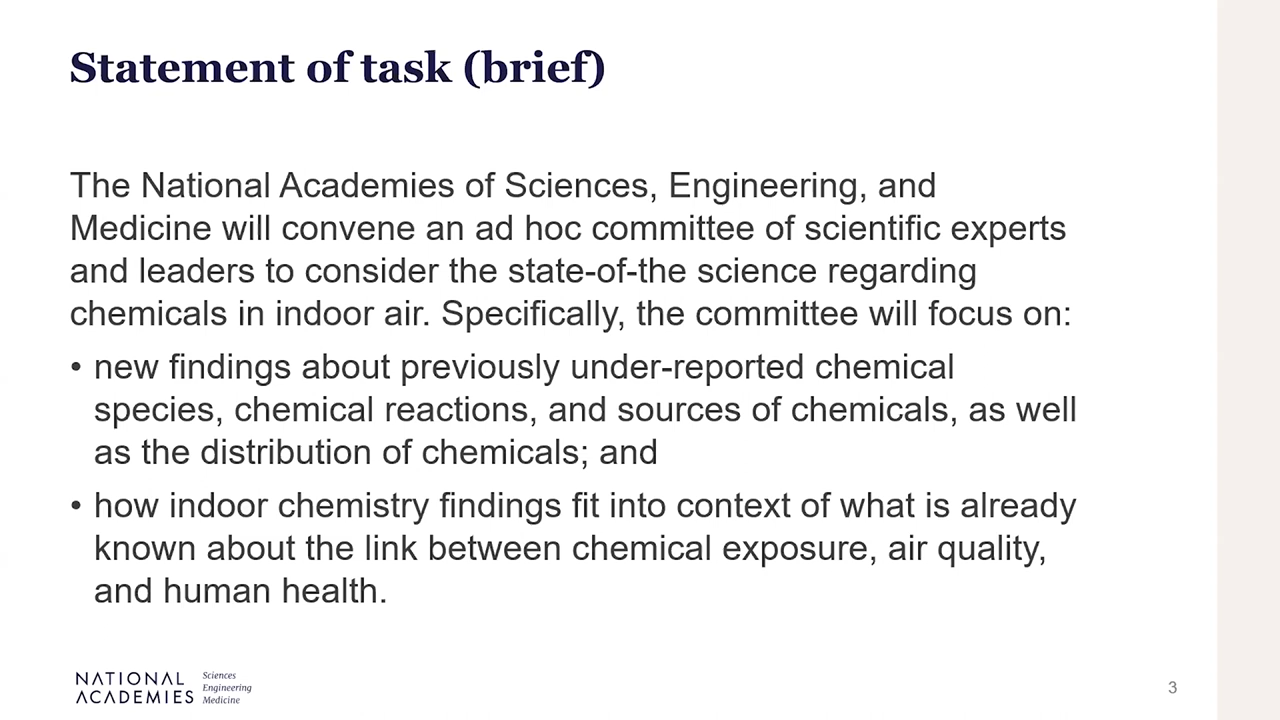 Statement of task (brief)
The National Academies of Sciences, Engineering, and
Medicine will convene an ad hoc committee of scientific experts
and leaders to consider the state-of-the science regarding
chemicals in indoor air. Specifically, the committee will focus on:
• new findings about previously under-reported chemical
species, chemical reactions, and sources of chemicals, as well
as the distribution of chemicals; and
• how indoor chemistry findings fit into context of what is already
known about the link between chemical exposure, air quality,
and human health.
NATIONAL
ACADEMIES
Sciences
Engineering
Medicine
3